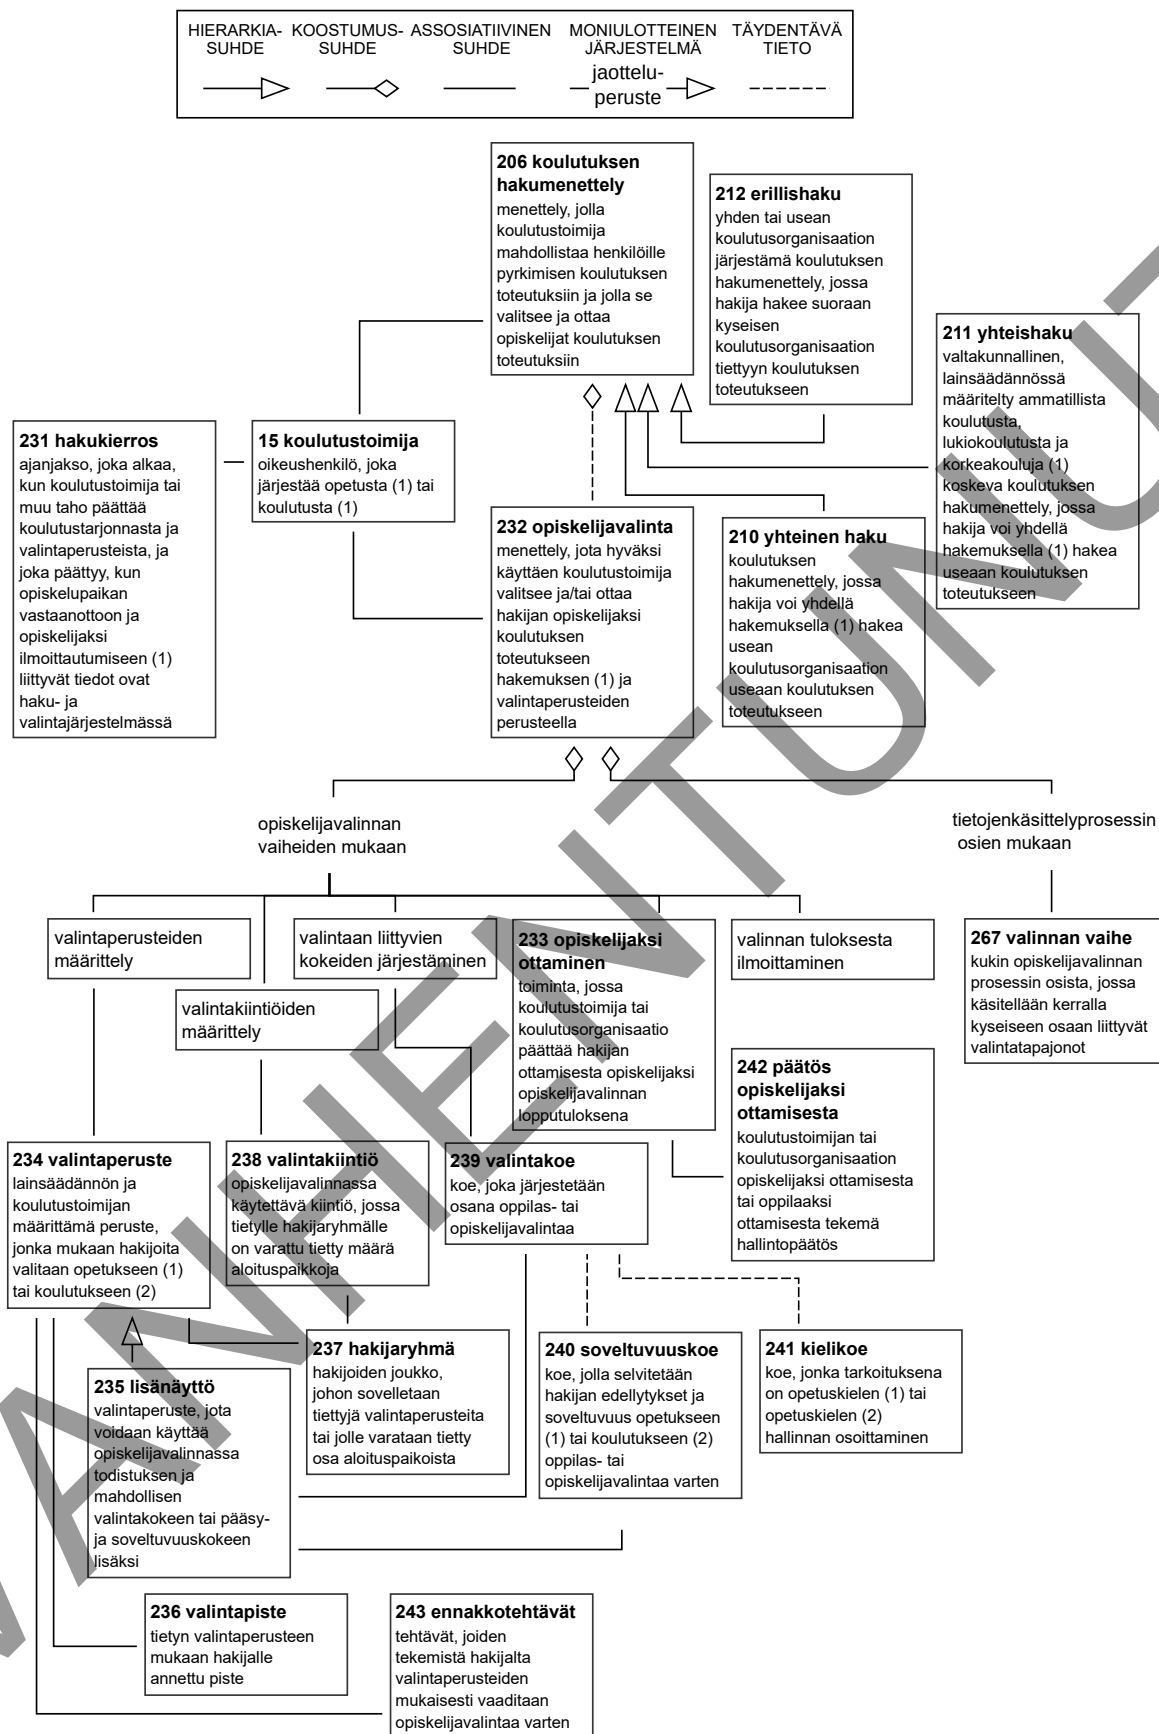 HIERARKIA-
SUHDE
KOOSTUMUS-
SUHDE
ASSOSIATIIVINEN
SUHDE
MONIULOTTEINEN
JÄRJESTELMÄ
jaottelu-
peruste
TÄYDENTÄVÄ
TIETO
206 koulutuksen
hakumenettely
menettely, jolla
koulutustoimija
mahdollistaa henkilöille
pyrkimisen koulutuksen
toteutuksiin ja jolla se
valitsee ja ottaa
opiskelijat koulutuksen
toteutuksiin
212 erillishaku
yhden tai usean
koulutusorganisaation
järjestämä koulutuksen
hakumenettely, jossa
hakija hakee suoraan
kyseisen
koulutusorganisaation
tiettyyn koulutuksen
toteutukseen
211 yhteishaku
valtakunnallinen,
lainsäädännössä
määritelty ammatillista
koulutusta,
lukiokoulutusta ja
korkeakouluja (1)
koskeva koulutuksen
hakumenettely, jossa
hakija voi yhdellä
hakemuksella (1) hakea
useaan koulutuksen
toteutukseen
231 hakukierros
ajanjakso, joka alkaa,
kun koulutustoimija tai
muu taho päättää
koulutustarjonnasta ja
valintaperusteista, ja
joka päättyy, kun
opiskelupaikan
vastaanottoon ja
opiskelijaksi
ilmoittautumiseen (1)
liittyvät tiedot ovat
haku- ja
valintajärjestelmässä
15 koulutustoimija
oikeushenkilö, joka
järjestää opetusta (1) tai
koulutusta (1)
232 opiskelijavalinta
menettely, jota hyväksi
käyttäen koulutustoimija
valitsee ja/tai ottaa
hakijan opiskelijaksi
koulutuksen
toteutukseen
hakemuksen (1) ja
valintaperusteiden
perusteella
210 yhteinen haku
koulutuksen
hakumenettely, jossa
hakija voi yhdellä
hakemuksella (1) hakea
usean
koulutusorganisaation
useaan koulutuksen
toteutukseen
opiskelijavalinnan
vaiheiden mukaan
tietojenkäsittelyprosessin
osien mukaan
valintaperusteiden
määrittely
valintakiintiöiden
määrittely
valintaan liittyvien
kokeiden järjestäminen
233 opiskelijaksi
ottaminen
toiminta, jossa
koulutustoimija tai
koulutusorganisaatio
päättää hakijan
ottamisesta opiskelijaksi
opiskelijavalinnan
lopputuloksena
valinnan tuloksesta
ilmoittaminen
267 valinnan vaihe
kukin opiskelijavalinnan
prosessin osista, jossa
käsitellään kerralla
kyseiseen osaan liittyvät
valintatapajonot
242 päätös
opiskelijaksi
ottamisesta
koulutustoimijan tai
koulutusorganisaation
opiskelijaksi ottamisesta
tai oppilaaksi
ottamisesta tekemä
hallintopäätös
234 valintaperuste
lainsäädännön ja
koulutustoimijan
määrittämä peruste,
jonka mukaan hakijoita
valitaan opetukseen (1)
tai koulutukseen (2)
238 valintakiintiö
opiskelijavalinnassa
käytettävä kiintiö, jossa
tietylle hakijaryhmälle
on varattu tietty määrä
aloituspaikkoja
239 valintakoe
koe, joka järjestetään
osana oppilas- tai
opiskelijavalintaa
235 lisänäyttö
valintaperuste, jota
voidaan käyttää
opiskelijavalinnassa
todistuksen ja
mahdollisen
valintakokeen tai pääsy-
ja soveltuvuuskokeen
lisäksi
237 hakijaryhmä
hakijoiden joukko,
johon sovelletaan
tiettyjä valintaperusteita
tai jolle varataan tietty
osa aloituspaikoista
240 soveltuvuuskoe
koe, jolla selvitetään
hakijan edellytykset ja
soveltuvuus opetukseen
(1) tai koulutukseen (2)
oppilas- tai
opiskelijavalintaa varten
241 kielikoe
koe, jonka tarkoituksena
on opetuskielen (1) tai
opetuskielen (2)
hallinnan osoittaminen
236 valintapiste
tietyn valintaperusteen
mukaan hakijalle
annettu piste
243 ennakkotehtävät
tehtävät, joiden
tekemistä hakijalta
valintaperusteiden
mukaisesti vaaditaan
opiskelijavalintaa varten
VANHENTUNUT